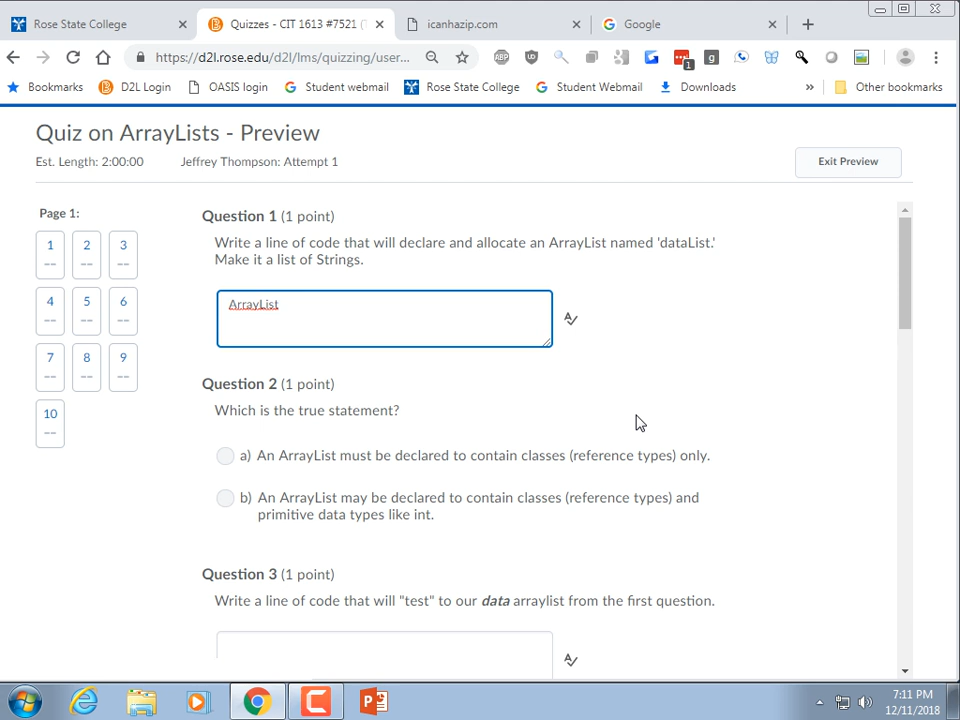 Rose State College
Quizzes - CIT 1613 #7521 (
icanhazip.com
Google
https://d2l.rose.edu/d2l/lms/quizzing/user...
ABP
1
g
Bookmarks
D2L Login
OASIS login
Student webmail
Rose State College
Student Webmail
Downloads
»
Other bookmarks
Quiz on ArrayLists - Preview
Est. Length: 2:00:00
Jeffrey Thompson: Attempt 1
Exit Preview
Page 1:
1
--
2
--
3
--
4
--
5
--
6
--
7
--
8
--
9
--
10
--
Question 1 (1 point)
Write a line of code that will declare and allocate an ArrayList named 'dataList.'
Make it a list of Strings.
ArrayList
Question 2 (1 point)
Which is the true statement?
a) An ArrayList must be declared to contain classes (reference types) only.
b) An ArrayList may be declared to contain classes (reference types) and
primitive data types like int.
Question 3 (1 point)
Write a line of code that will "test" to our data arraylist from the first question.
7:11 PM
12/11/2018